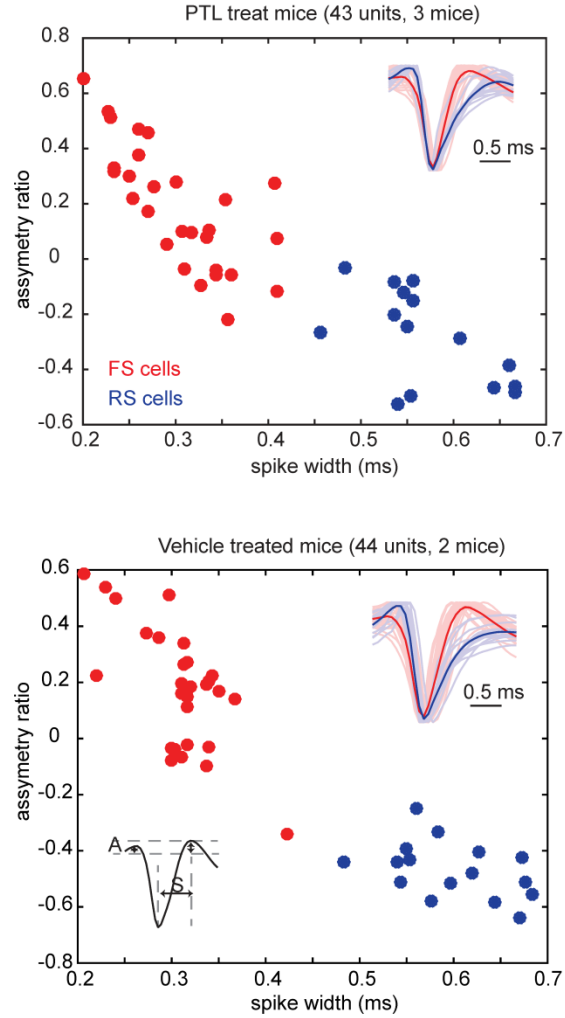 PTL treat mice (43 units, 3 mice)
0.8
0.6
0.4
0.2
0
-0.2
-0.4
-0.6
assymetry ratio
0.5 ms
FS cells
RS cells
0.2
0.3
0.4
0.5
0.6
0.7
spike width (ms)
Vehicle treated mice (44 units, 2 mice)
0.6
0.4
0.2
0
-0.2
-0.4
-0.6
-0.8
assymetry ratio
0.5 ms
A
S
0.2
0.3
0.4
0.5
0.6
0.7
spike width (ms)